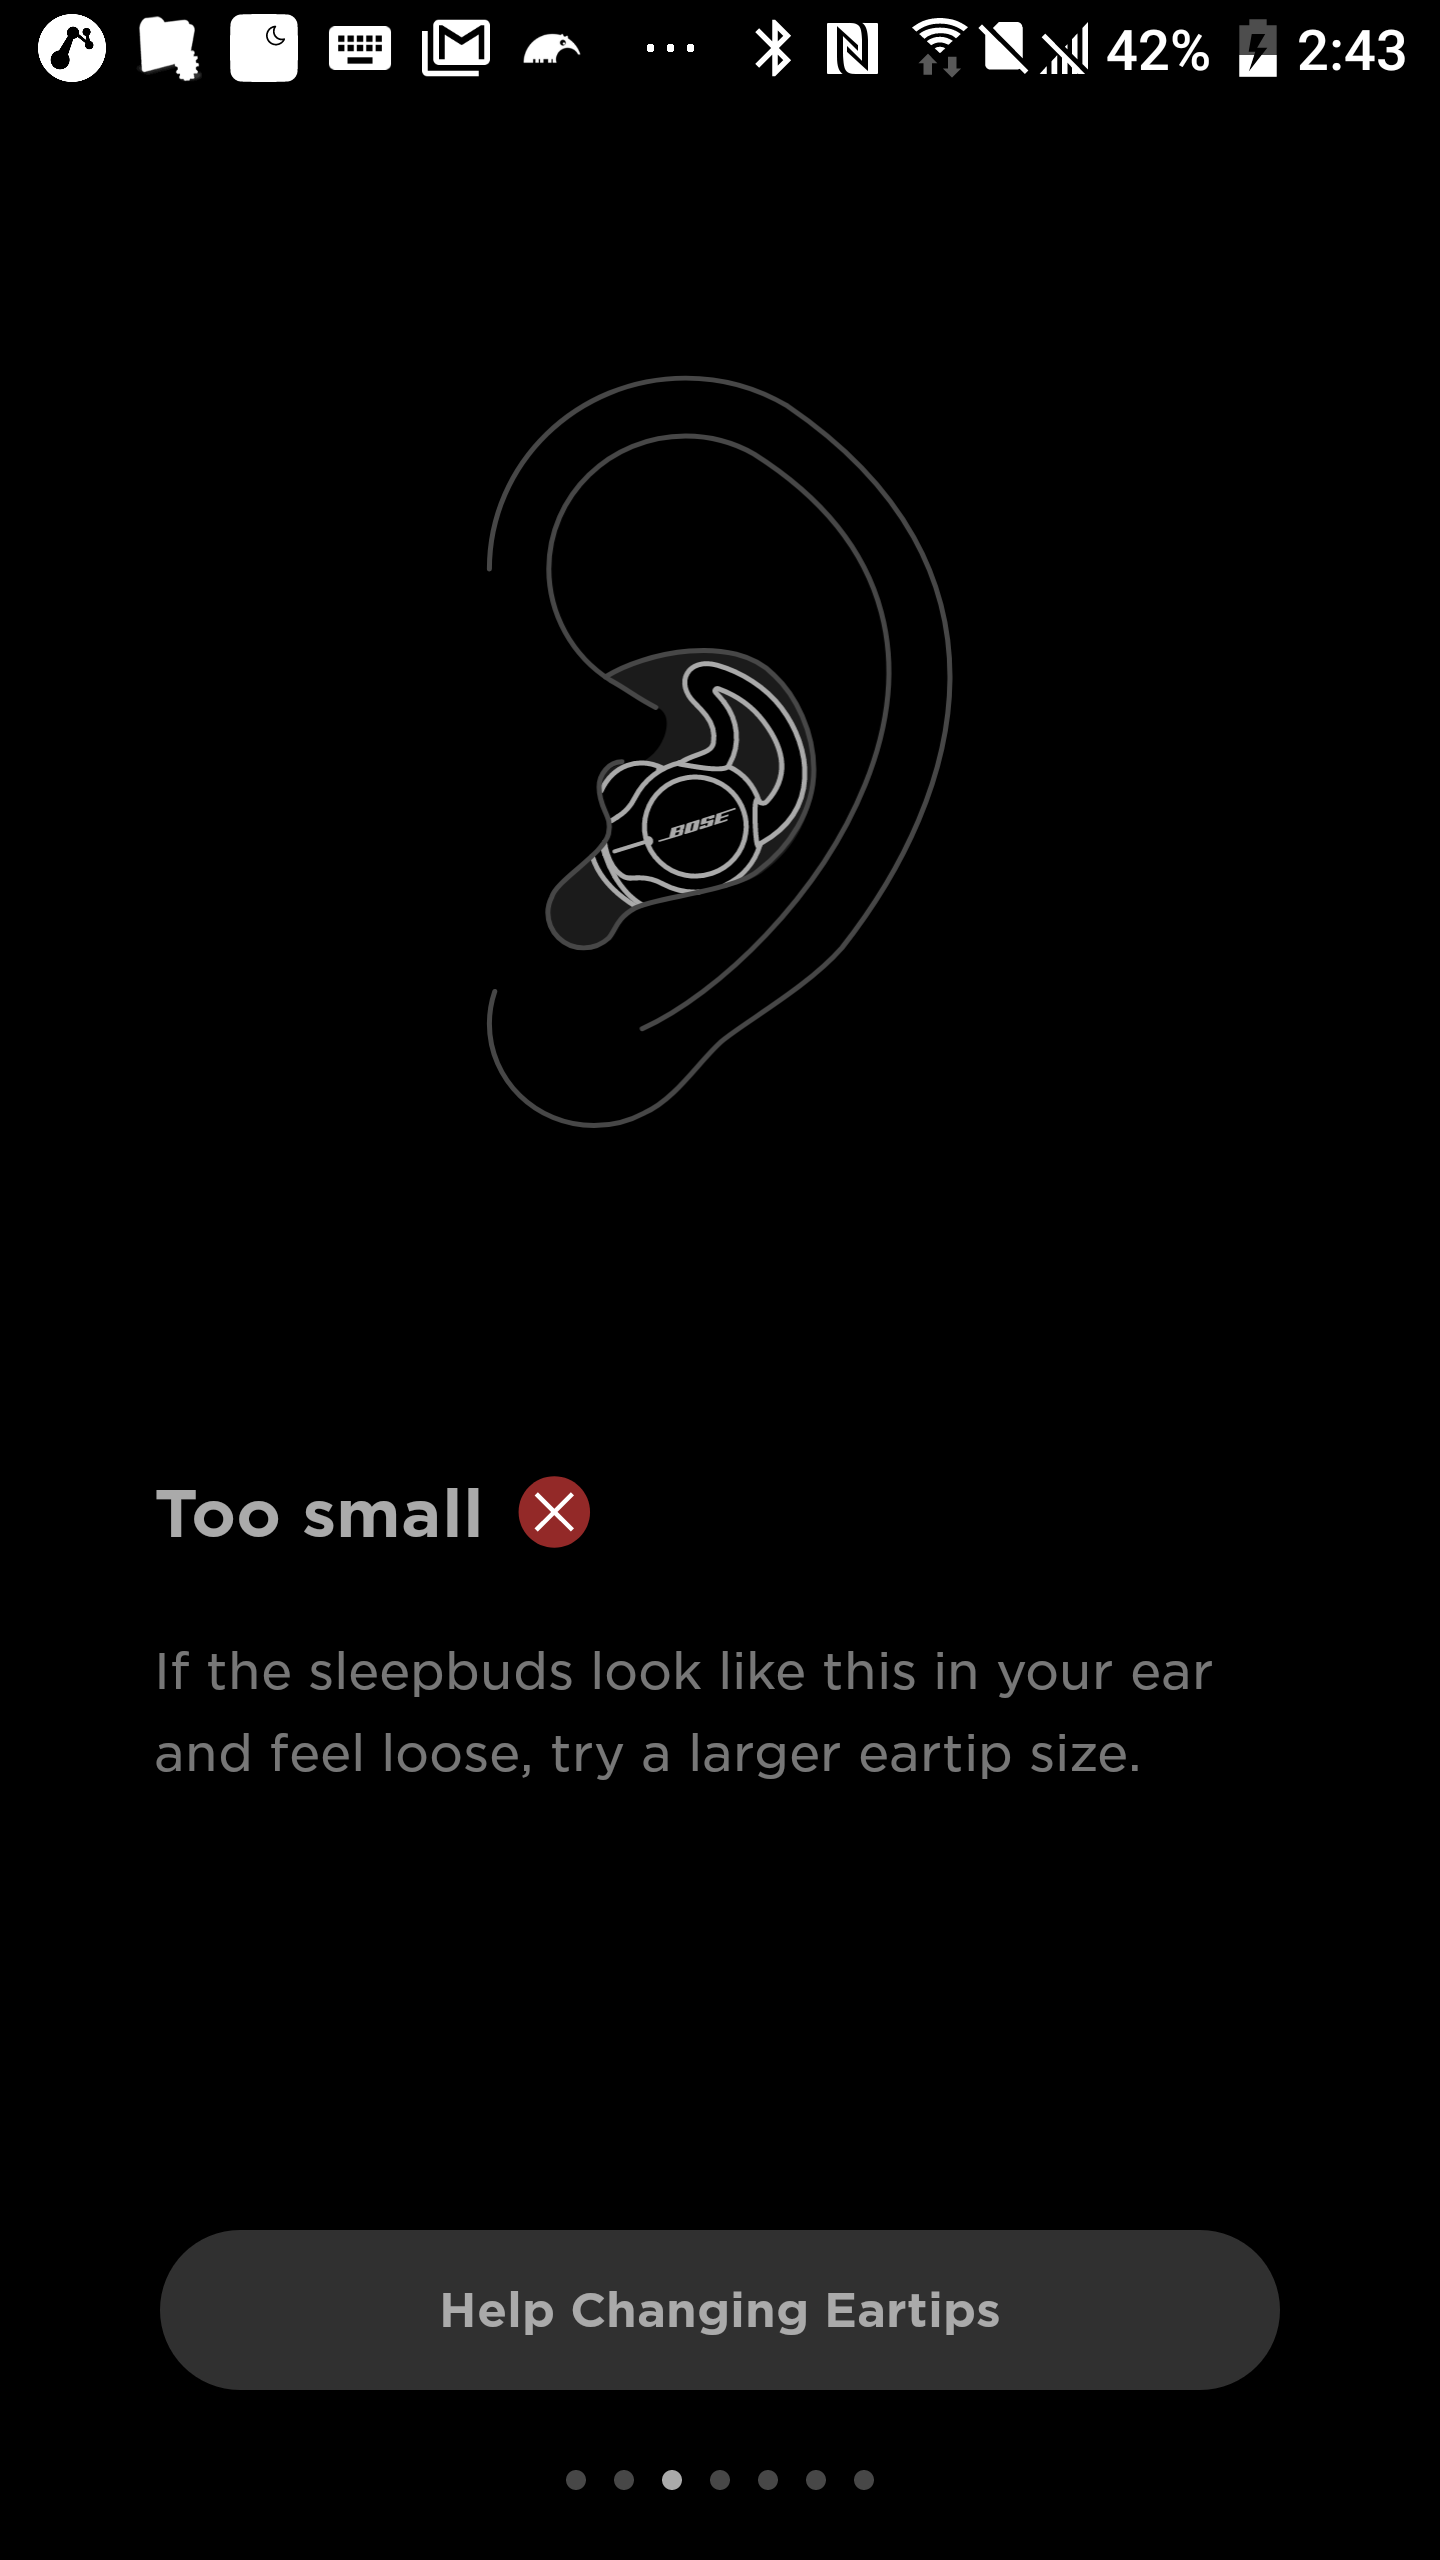 42% 2:43
BOSE
Too small
If the sleepbuds look like this in your ear
and feel loose, try a larger eartip size.
Help Changing Eartips